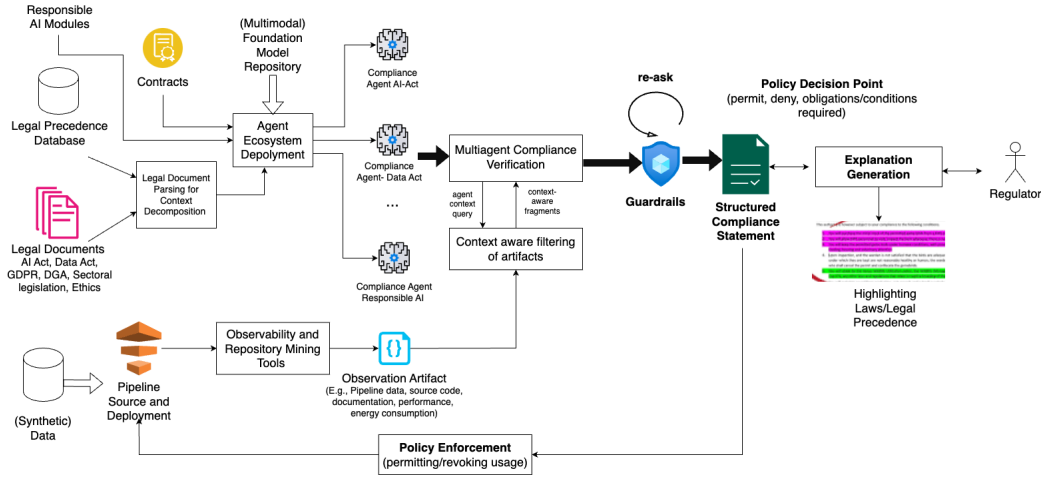 Responsible
AI Modules
Contracts
(Multimodal)
Foundation
Model
Repository
Legal Precedence
Database
Agent
Ecosystem
Depolyment
Legal Document
Parsing for
Context
Decomposition
Legal Documents
AI Act, Data Act,
GDPR, DGA, Sectoral
legislation, Ethics
Compliance
Agent AI-Act
Compliance
Agent- Data Act
...
Compliance Agent
Responsible AI
Multiagent Compliance
Verification
agent
context
query
context-
aware
fragments
Context aware filtering
of artifacts
re-ask
Guardrails
Policy Decision Point
(permit, deny, obligations/conditions
required)
Structured
Compliance
Statement
Explanation
Generation
Regulator
Highlighting
Laws/Legal
Precedence
(Synthetic)
Data
Pipeline
Source and
Deployment
Observability and
Repository Mining
Tools
{}
Observation Artifact
(E.g., Pipeline data, source code,
documentation, performance,
energy consumption)
Policy Enforcement
(permitting/revoking usage)